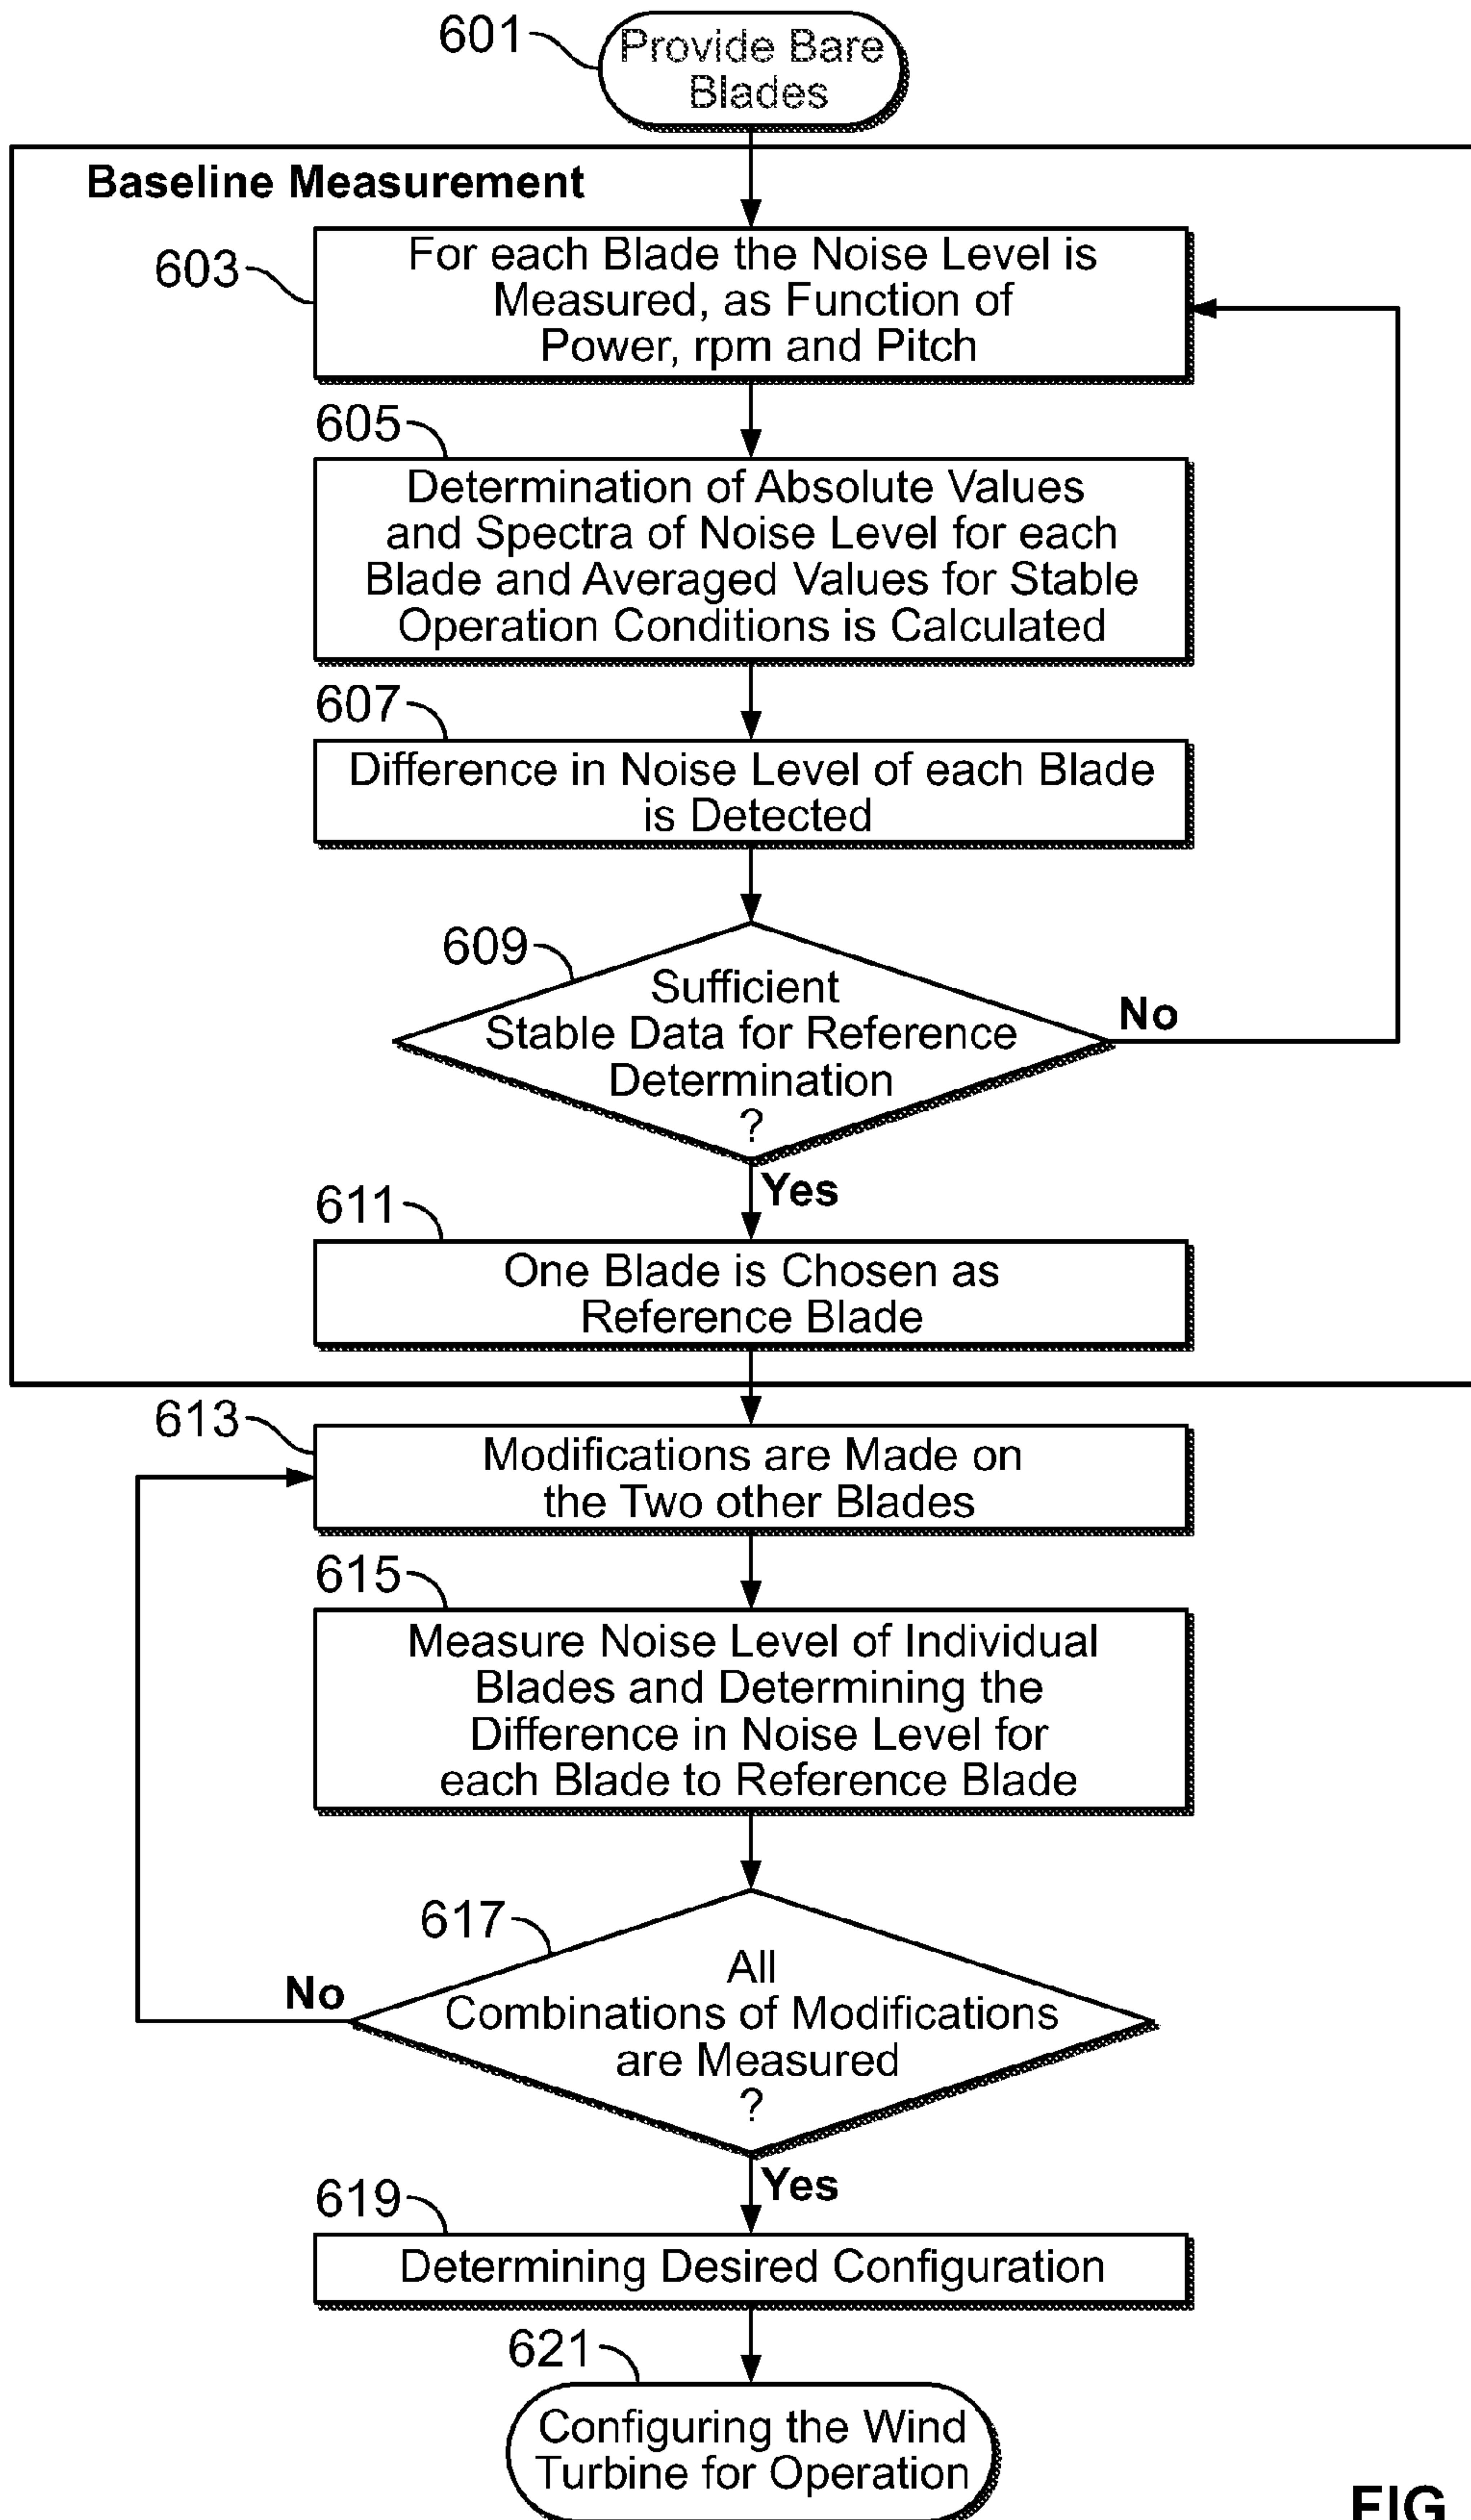 601
Provide Bare
Blades
Baseline Measurement
603
For each Blade the Noise Level is
Measured, as Function of
Power, rpm and Pitch
605
Determination of Absolute Values
and Spectra of Noise Level for each
Blade and Averaged Values for Stable
Operation Conditions is Calculated
607
Difference in Noise Level of each Blade
is Detected
609
Sufficient
Stable Data for Reference
Determination
?
No
Yes
611
One Blade is Chosen as
Reference Blade
613
Modifications are Made on
the Two other Blades
615
Measure Noise Level of Individual
Blades and Determining the
Difference in Noise Level for
each Blade to Reference Blade
617
All
Combinations of Modifications
are Measured
?
No
Yes
619
Determining Desired Configuration
621
Configuring the Wind
Turbine for Operation
FIG